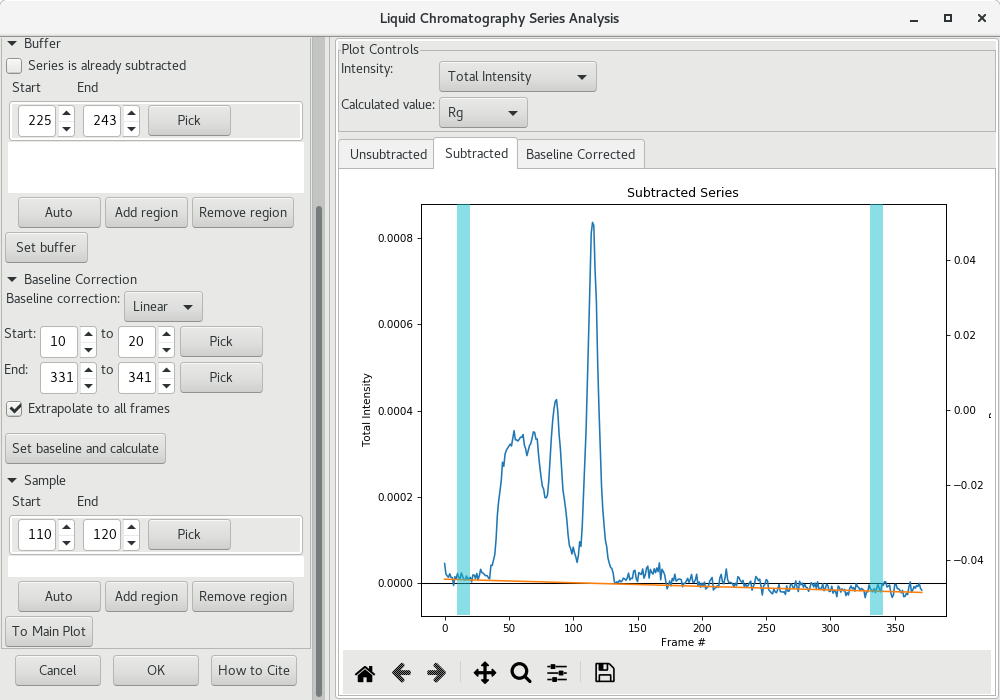 Liquid Chromatography Series Analysis
Buffer
Series is already subtracted
Start End
225 243 Pick
Auto Add region Remove region
Set buffer
Baseline Correction
Baseline correction: Linear
Start: 10 to 20 Pick
End: 331 to 341 Pick
Extrapolate to all frames
Set baseline and calculate
Sample
Start End
110 120 Pick
Auto Add region Remove region
To Main Plot
Cancel OK How to Cite
Plot Controls
Intensity: Total Intensity
Calculated value: Rg
Unsubtracted Subtracted Baseline Corrected
Subtracted Series
0.0008
0.0006
0.0004
0.0002
0.0000
Total Intensity
0.04
0.02
0.00
−0.02
−0.04
0 50 100 150 200 250 300 350
Frame #